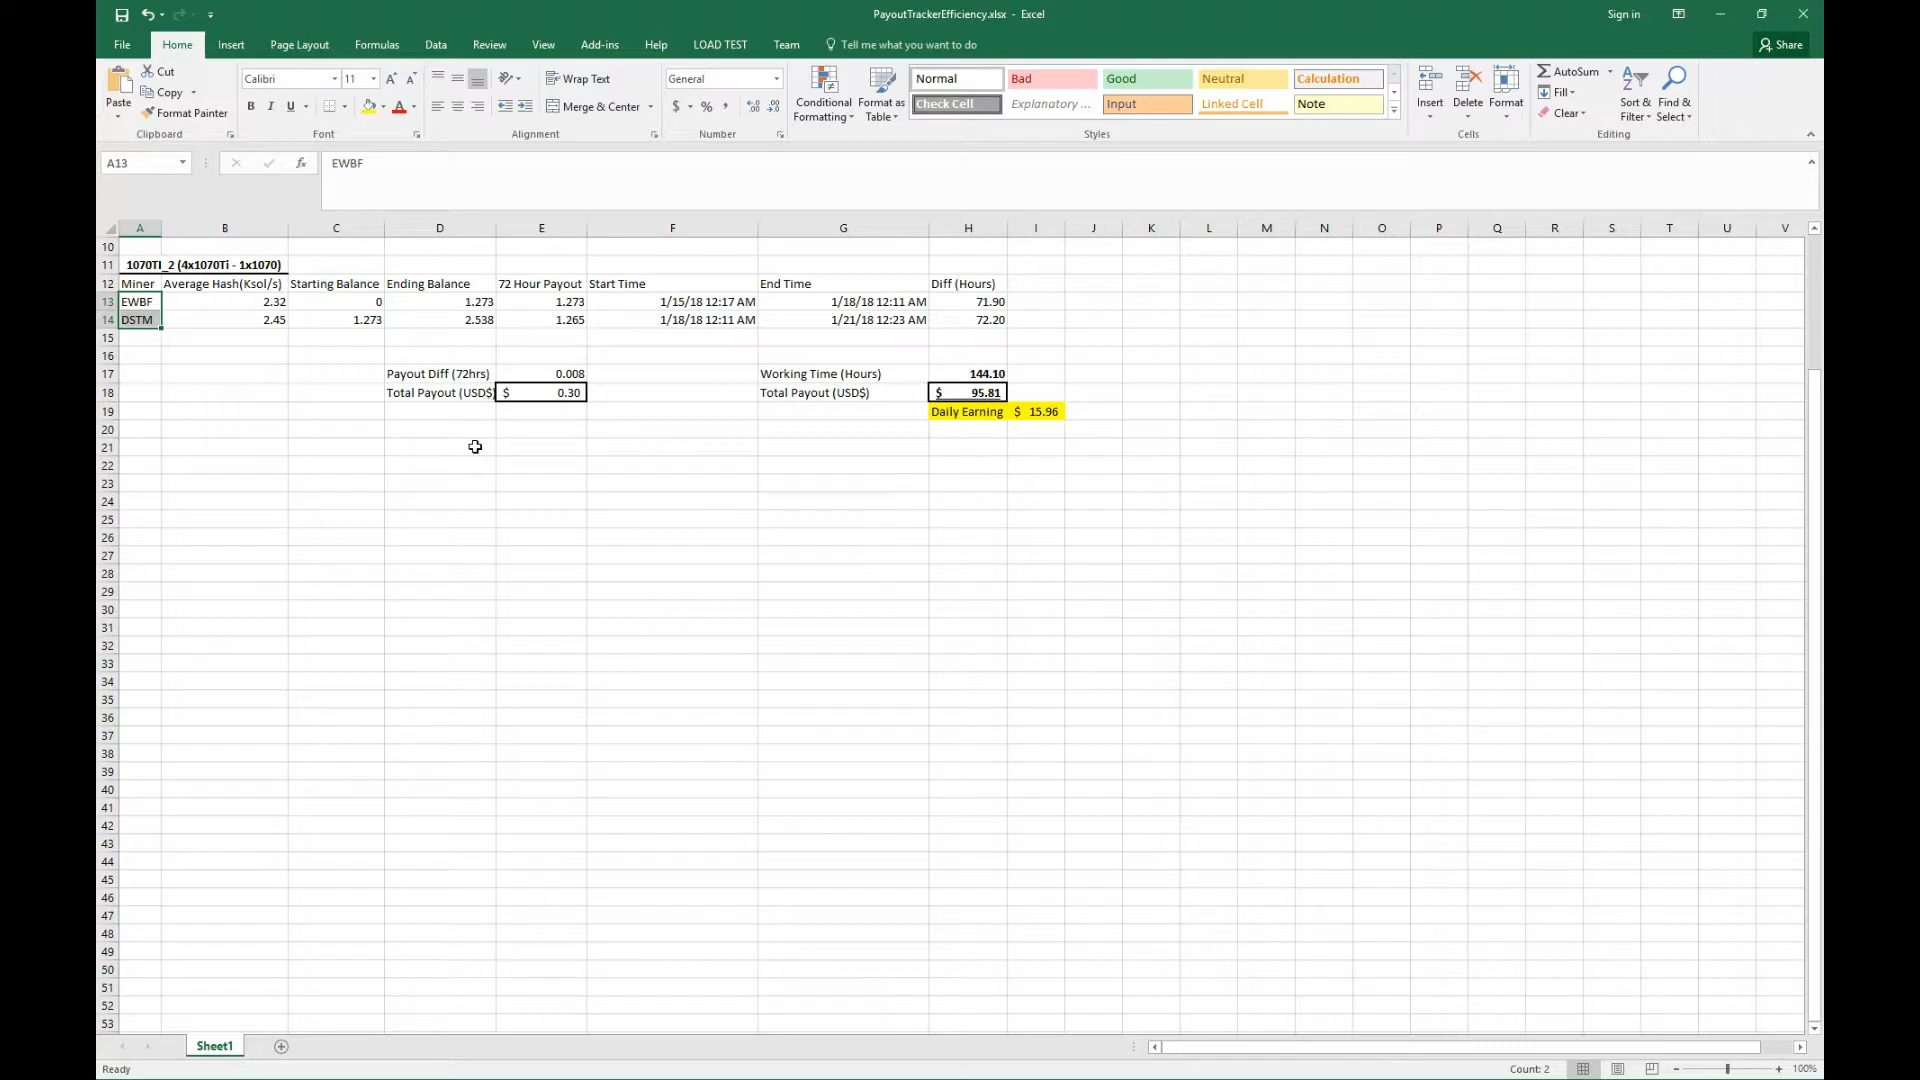 PayoutTrackerEfficiency.xlsx - Excel
Sign in
File Home Insert Page Layout Formulas Data Review View Add-ins Help LOAD TEST Team Tell me what you want to do Share
Paste Cut Copy Format Painter Clipboard
Calibri 11 B I U Font
Wrap Text Merge & Center Alignment
General $ % , Number
Conditional Formatting Format as Table
Normal Bad Good Neutral Calculation
Check Cell Explanatory ... Input Linked Cell Note
Styles
Insert Delete Format Cells
AutoSum Fill Clear Sort & Filter Find & Select Editing
A13 fx EWBF
A B C D E F G H I J K L M N O P Q R S T U V
10
11 1070TI_2 (4x1070Ti - 1x1070)
12 Miner Average Hash(Ksol/s) Starting Balance Ending Balance 72 Hour Payout Start Time End Time Diff (Hours)
13 EWBF 2.32 0 1.273 1.273 1/15/18 12:17 AM 1/18/18 12:11 AM 71.90
14 DSTM 2.45 1.273 2.538 1.265 1/18/18 12:11 AM 1/21/18 12:23 AM 72.20
15
16
17 Payout Diff (72hrs) 0.008 Working Time (Hours) 144.10
18 Total Payout (USD$) $ 0.30 Total Payout (USD$) $ 95.81
19 Daily Earning $ 15.96
20
21
22
23
24
25
26
27
28
29
30
31
32
33
34
35
36
37
38
39
40
41
42
43
44
45
46
47
48
49
50
51
52
53
Sheet1
Ready Count: 2 100%